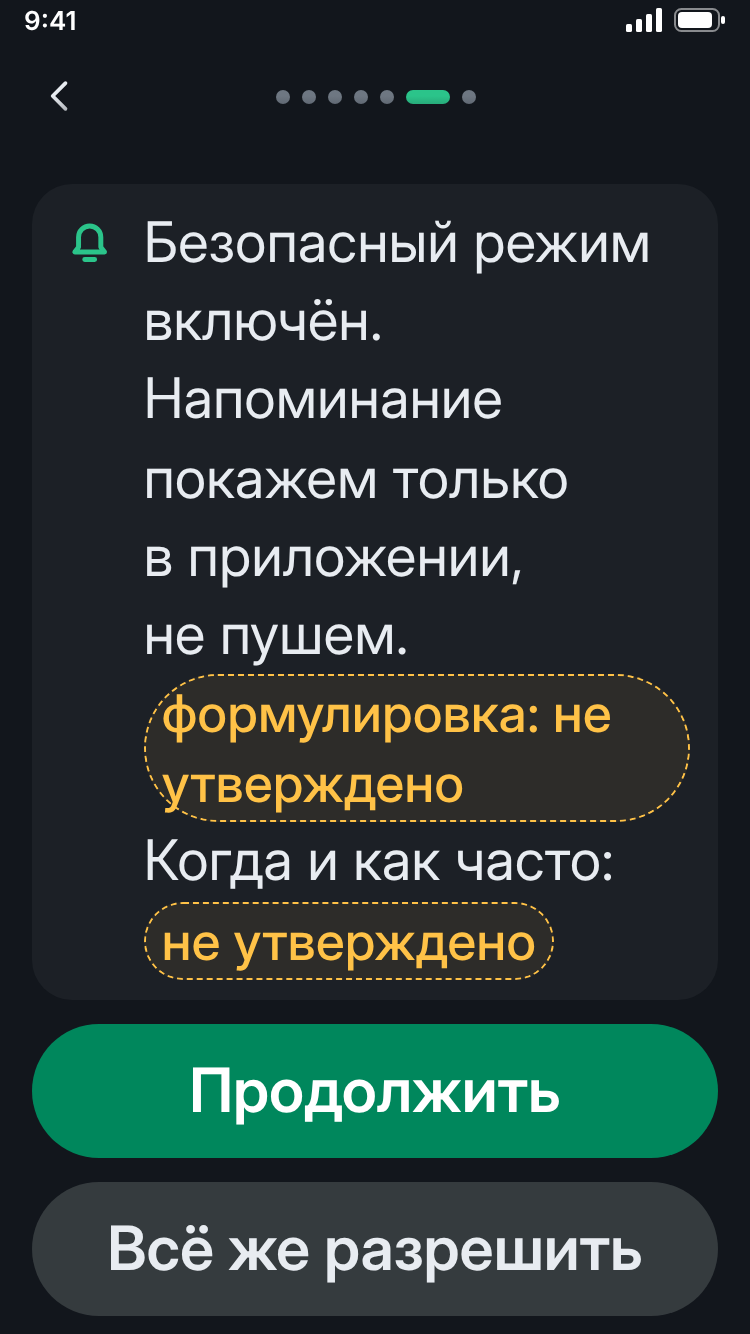 9:41
Безопасный режим
включён.
Напоминание
покажем только
в приложении,
не пушем.
формулировка: не
утверждено
Когда и как часто:
не утверждено
Продолжить
Всё же разрешить